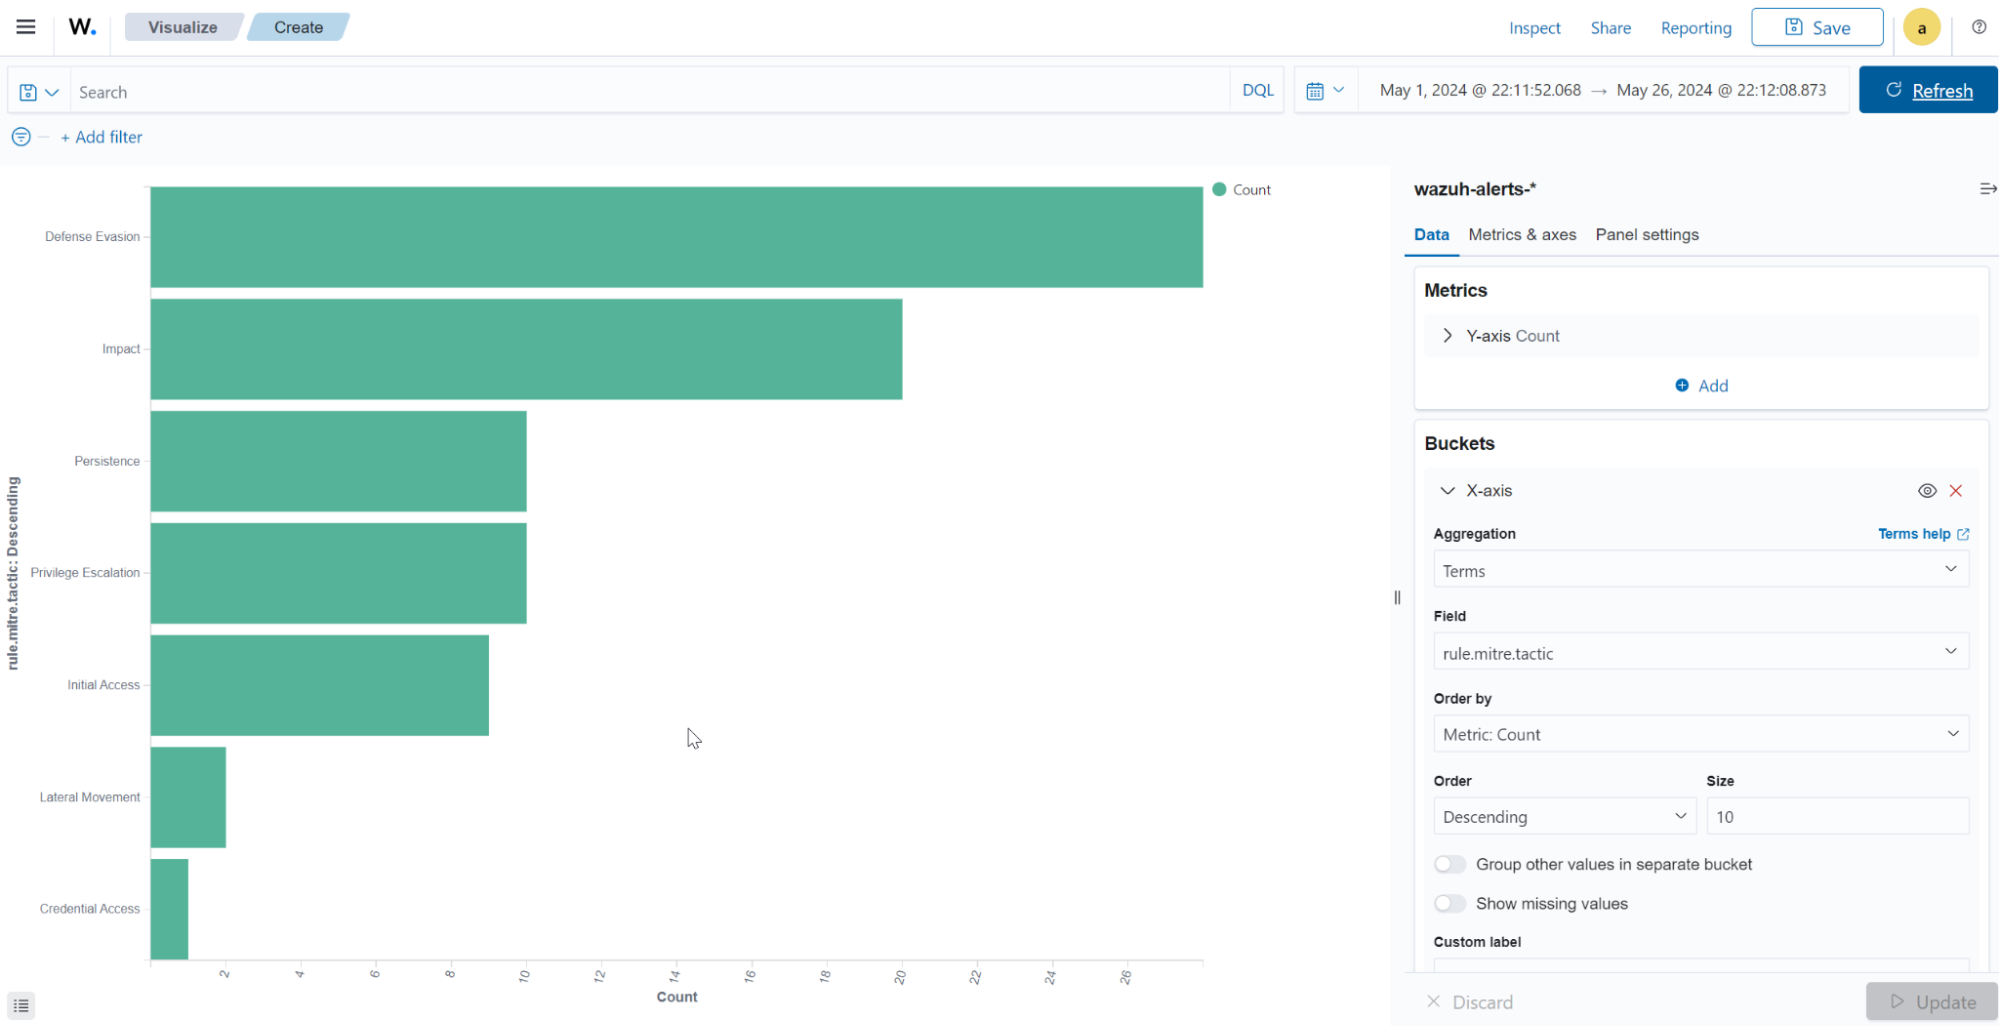 W.
Visualize
Create
Inspect
Share
Reporting
Save
a
Search
DQL
May 1, 2024 @ 22:11:52.068 → May 26, 2024 @ 22:12:08.873
Refresh
+ Add filter
rule.mitre.tactic: Descending
Defense Evasion
Impact
Persistence
Privilege Escalation
Initial Access
Lateral Movement
Credential Access
2 4 6 8 10 12 14 16 18 20 22 24 26
Count
Count
wazuh-alerts-*
Data Metrics & axes Panel settings
Metrics
Y-axis Count
Add
Buckets
X-axis
Aggregation
Terms help
Terms
Field
rule.mitre.tactic
Order by
Metric: Count
Order Size
Descending 10
Group other values in separate bucket
Show missing values
Custom label
Discard
Update